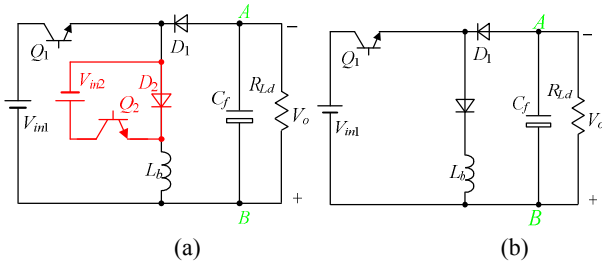 A
−
Q1
D1
Vin2
D2
Q2
Cf
RLd
Vo
Vin1
Lb
B
+
(a)
A
−
Q1
D1
Cf
RLd
Vo
Vin1
Lb
B
+
(b)